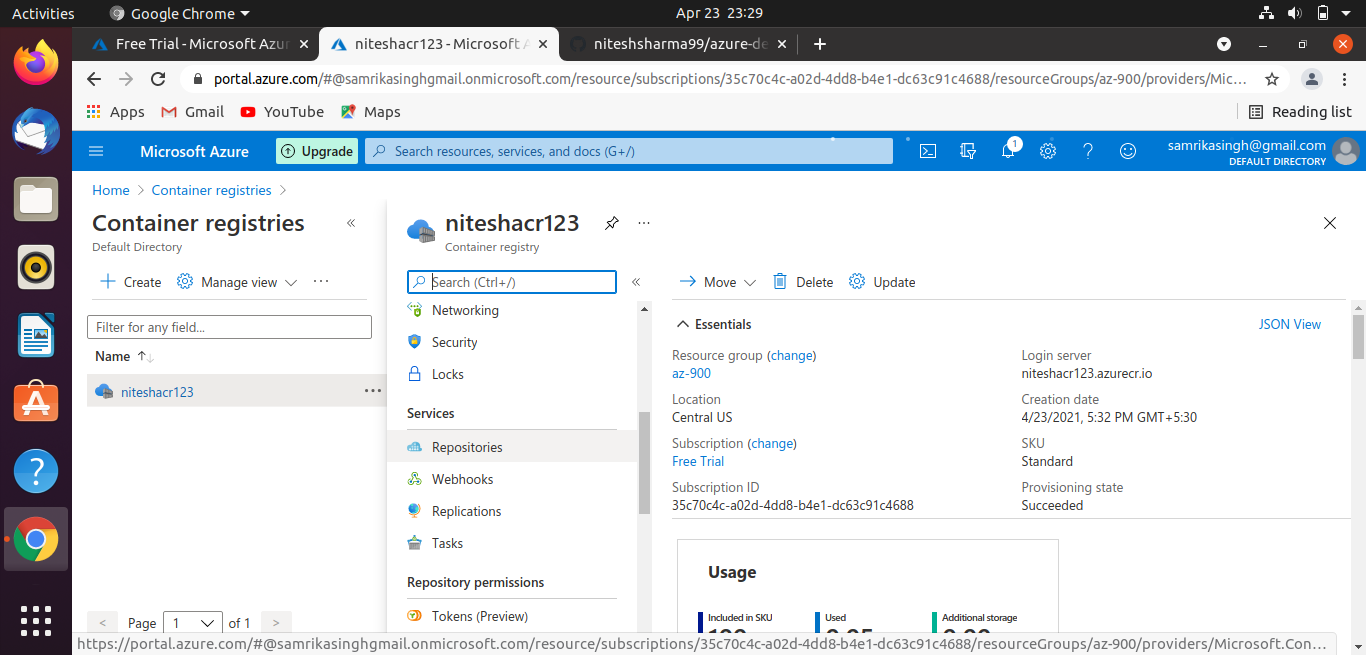 Activities
Google Chrome
Apr 23 23:29
Free Trial - Microsoft Azur
niteshacr123 - Microsoft A
niteshsharma99/azure-de
portal.azure.com/#@samrikasinghgmail.onmicrosoft.com/resource/subscriptions/35c70c4c-a02d-4dd8-b4e1-dc63c91c4688/resourceGroups/az-900/providers/Mic...
Apps
Gmail
YouTube
Maps
Reading list
Microsoft Azure
Upgrade
Search resources, services, and docs (G+/)
1
samrikasingh@gmail.com
DEFAULT DIRECTORY
Home > Container registries >
Container registries
Default Directory
Create
Manage view
Filter for any field...
Name
niteshacr123
Page
1
of 1
niteshacr123
Container registry
Search (Ctrl+/)
Networking
Security
Locks
Services
Repositories
Webhooks
Replications
Tasks
Repository permissions
Tokens (Preview)
Move
Delete
Update
Essentials
JSON View
Resource group (change)
az-900
Location
Central US
Subscription (change)
Free Trial
Subscription ID
35c70c4c-a02d-4dd8-b4e1-dc63c91c4688
Login server
niteshacr123.azurecr.io
Creation date
4/23/2021, 5:32 PM GMT+5:30
SKU
Standard
Provisioning state
Succeeded
Usage
Included in SKU
Used
Additional storage
https://portal.azure.com/#@samrikasinghgmail.onmicrosoft.com/resource/subscriptions/35c70c4c-a02d-4dd8-b4e1-dc63c91c4688/resourceGroups/az-900/providers/Microsoft.Con...